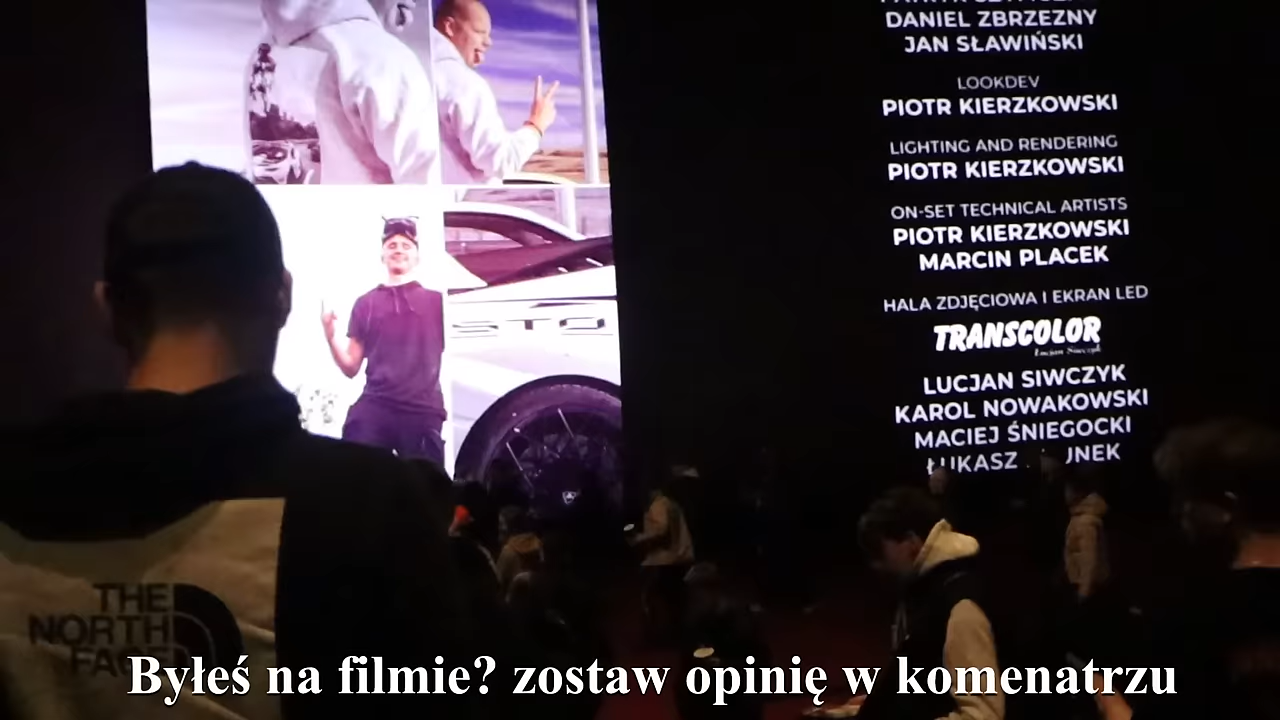 DANIEL ZBRZEZNY
JAN SŁAWIŃSKI
LOOKDEV
PIOTR KIERZKOWSKI
LIGHTING AND RENDERING
PIOTR KIERZKOWSKI
ON-SET TECHNICAL ARTISTS
PIOTR KIERZKOWSKI
MARCIN PLACEK
HALA ZDJĘCIOWA I EKRAN LED
TRANSCOLOR
LUCJAN SIWCZYK
KAROL NOWAKOWSKI
MACIEJ ŚNIEGOCKI
ŁUKASZ
STO
THE
NORTH
FACE
Byłeś na filmie? zostaw opinię w komenatrzu